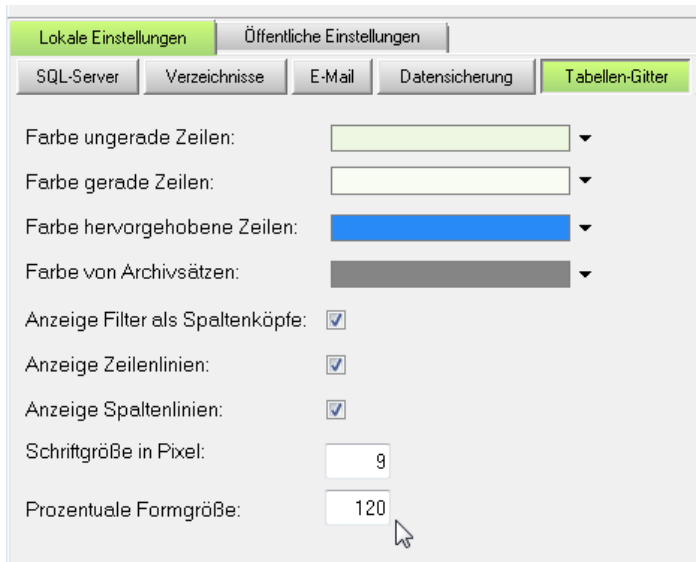 Lokale Einstellungen Öffentliche Einstellungen
SQL-Server Verzeichnisse E-Mail Datensicherung Tabellen-Gitter
Farbe ungerade Zeilen:
Farbe gerade Zeilen:
Farbe hervorgehobene Zeilen:
Farbe von Archivsätzen:
Anzeige Filter als Spaltenköpfe:
Anzeige Zeilenlinien:
Anzeige Spaltenlinien:
Schriftgröße in Pixel: 9
Prozentuale Formgröße: 120